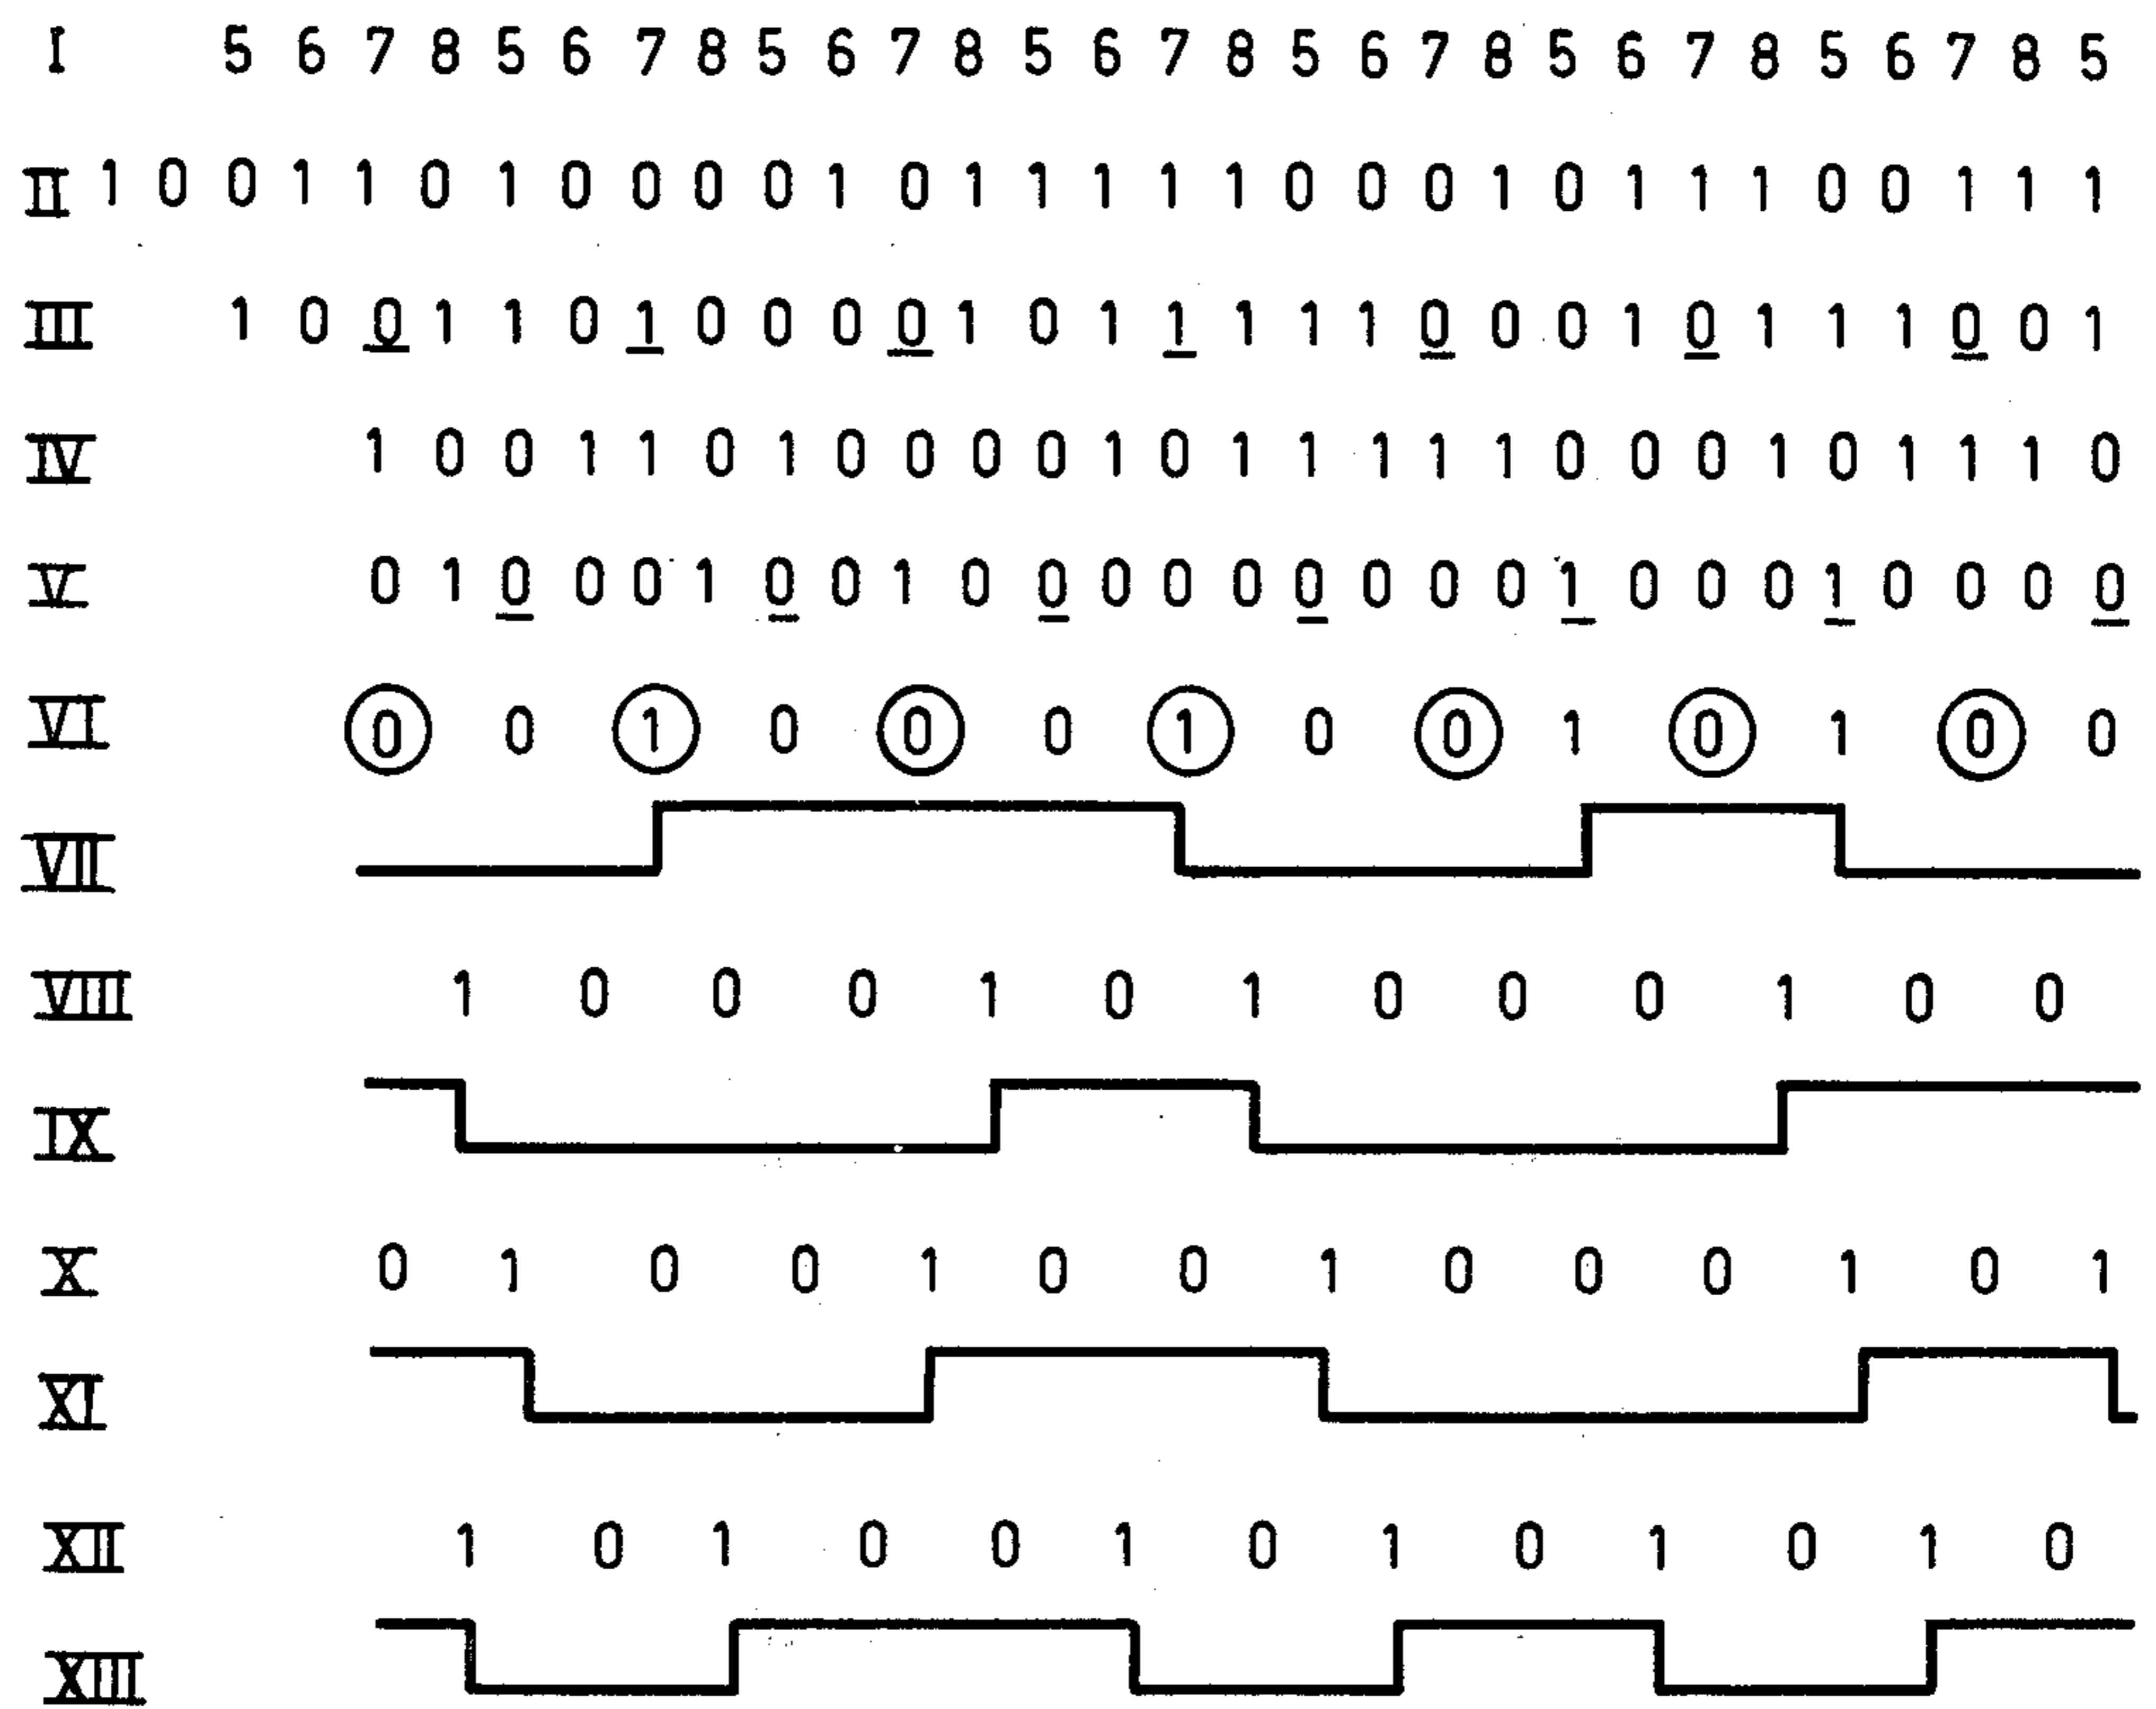 I 5 6 7 8 5 6 7 8 5 6 7 8 5 6 7 8 5 6 7 8 5 6 7 8 5 6 7 8 5
II 1 0 0 1 1 0 1 0 0 0 0 1 0 1 1 1 1 1 0 0 0 1 0 1 1 1 0 0 1 1 1
III 1 0 0 1 1 0 1 0 0 0 0 1 0 1 1 1 1 1 0 0 0 1 0 1 1 1 0 0 1
IV 1 0 0 1 1 0 1 0 0 0 0 1 0 1 1 1 1 1 0 0 0 1 0 1 1 1 0
V 0 1 0 0 0 1 0 0 1 0 0 0 0 0 0 0 0 0 1 0 0 0 1 0 0 0 0
VI 0 0 1 0 0 0 1 0 0 1 0 1 0 0
VII
VIII 1 0 0 0 1 0 1 0 0 0 1 0 0
IX
X 0 1 0 0 1 0 0 1 0 0 0 1 0 1
XI
XII 1 0 1 0 0 1 0 1 0 1 0 1 0
XIII